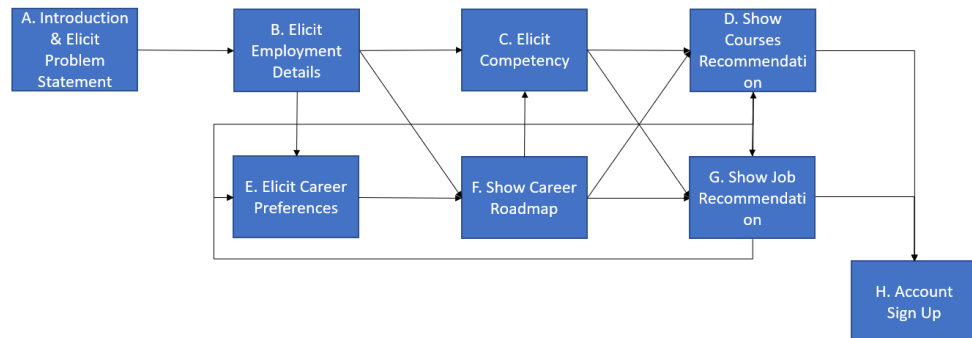 A. Introduction
& Elicit
Problem
Statement
B. Elicit
Employment
Details
C. Elicit
Competency
D. Show
Courses
Recommendati
on
E. Elicit Career
Preferences
F. Show Career
Roadmap
G. Show Job
Recommendati
on
H. Account
Sign Up